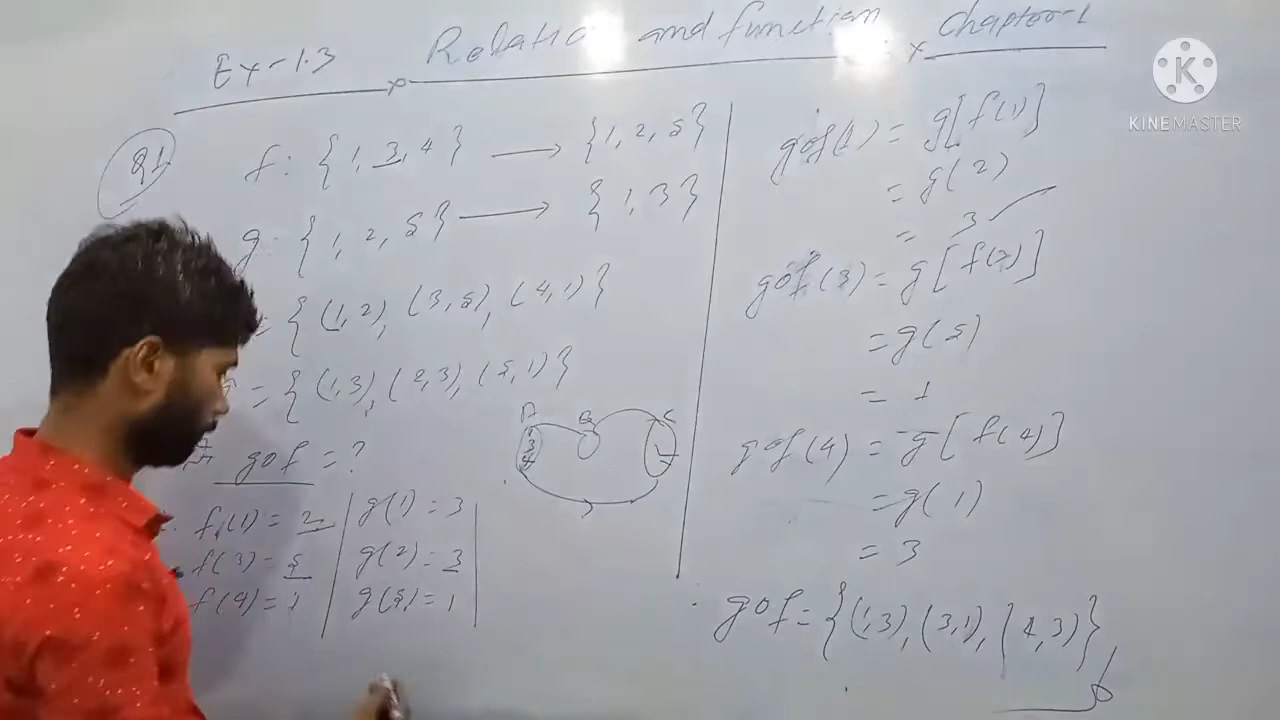 Ex-1.3 Relation and function Chapter-1
Q1
f: {1, 3, 4} → {1, 2, 5}
g: {1, 2, 5} → {1, 3}
= {(1, 2), (3, 5), (4, 1)}
= {(1, 3), (2, 3), (5, 1)}
gof = ?
f(1) = 2 | g(1) = 3
f(3) = 5 | g(2) = 3
f(4) = 1 | g(5) = 1
A B C
gof(1) = g[f(1)]
= g(2)
= 3
gof(3) = g[f(3)]
= g(5)
= 1
gof(4) = g[f(4)]
= g(1)
= 3
gof = {(1,3), (3,1), (4,3)}
KINEMASTER